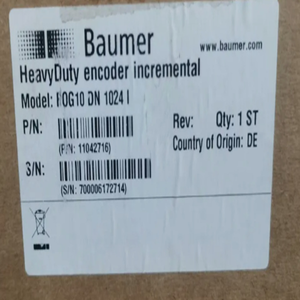 Baumer
www.baumer.com
HeavyDuty encoder incremental
Model: POG10 DN 1024 I
P/N:
(P/N: 11042716)
Rev: Qty: 1 ST
Country of Origin: DE
S/N:
(S/N: 700006172714)